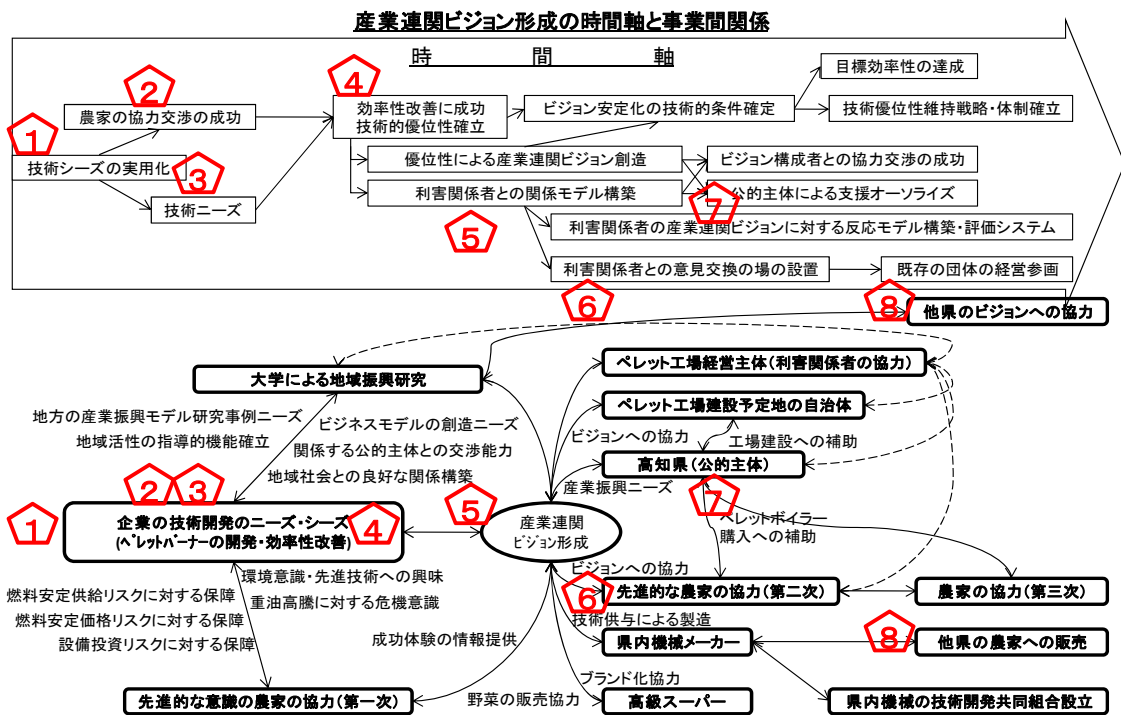 産業連関ビジョン形成の時間軸と事業間関係
時　間　軸
目標効率性の達成
④
②
効率性改善に成功
技術的優位性確立
ビジョン安定化の技術的条件確定
技術優位性維持戦略・体制確立
農家の協力交渉の成功
①
優位性による産業連関ビジョン創造
ビジョン構成者との協力交渉の成功
技術シーズの実用化
③
利害関係者との関係モデル構築
⑦
公的主体による支援オーソライズ
技術ニーズ
⑤
利害関係者の産業連関ビジョンに対する反応モデル構築・評価システム
利害関係者との意見交換の場の設置
既存の団体の経営参画
⑥
⑧
他県のビジョンへの協力
大学による地域振興研究
ペレット工場経営主体(利害関係者の協力)
地方の産業振興モデル研究事例ニーズ
地域活性の指導的機能確立
ビジネスモデルの創造ニーズ
関係する公的主体との交渉能力
地域社会との良好な関係構築
ペレット工場建設予定地の自治体
ビジョンへの協力
工場建設への補助
高知県(公的主体)
産業振興ニーズ
②③
①
企業の技術開発のニーズ・シーズ
(ペレットバーナーの開発・効率性改善)
④
⑤
産業連関
ビジョン形成
⑦
ペレットボイラー
購入への補助
ビジョンへの協力
環境意識・先進技術への興味
重油高騰に対する危機意識
燃料安定供給リスクに対する保障
燃料安定価格リスクに対する保障
設備投資リスクに対する保障
⑥
先進的な農家の協力(第二次)
農家の協力(第三次)
技術供与による製造
成功体験の情報提供
県内機械メーカー
⑧
他県の農家への販売
先進的な意識の農家の協力(第一次)
野菜の販売協力
ブランド化協力
高級スーパー
県内機械の技術開発共同組合設立